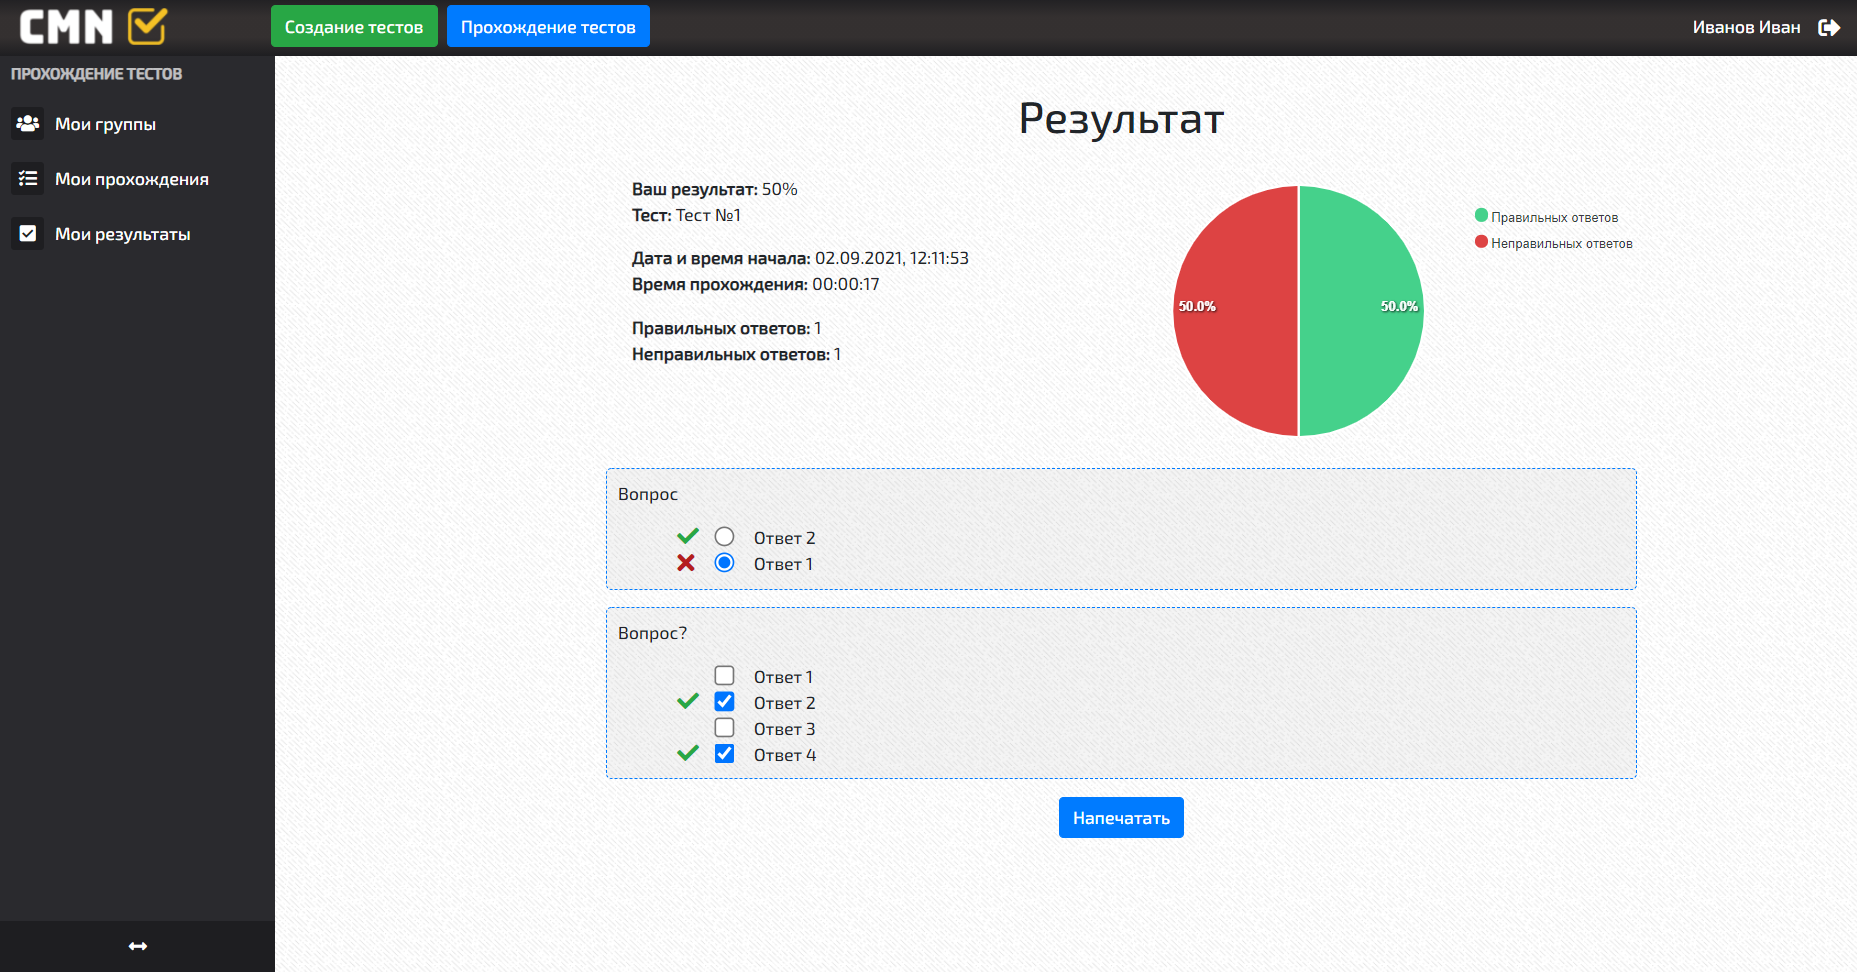 CMN
Создание тестов
Прохождение тестов
Иванов Иван
ПРОХОЖДЕНИЕ ТЕСТОВ
Мои группы
Мои прохождения
Мои результаты
Результат
Ваш результат: 50%
Тест: Тест №1
Дата и время начала: 02.09.2021, 12:11:53
Время прохождения: 00:00:17
Правильных ответов: 1
Неправильных ответов: 1
50.0%
50.0%
Правильных ответов
Неправильных ответов
Вопрос
Ответ 2
Ответ 1
Вопрос?
Ответ 1
Ответ 2
Ответ 3
Ответ 4
Напечатать